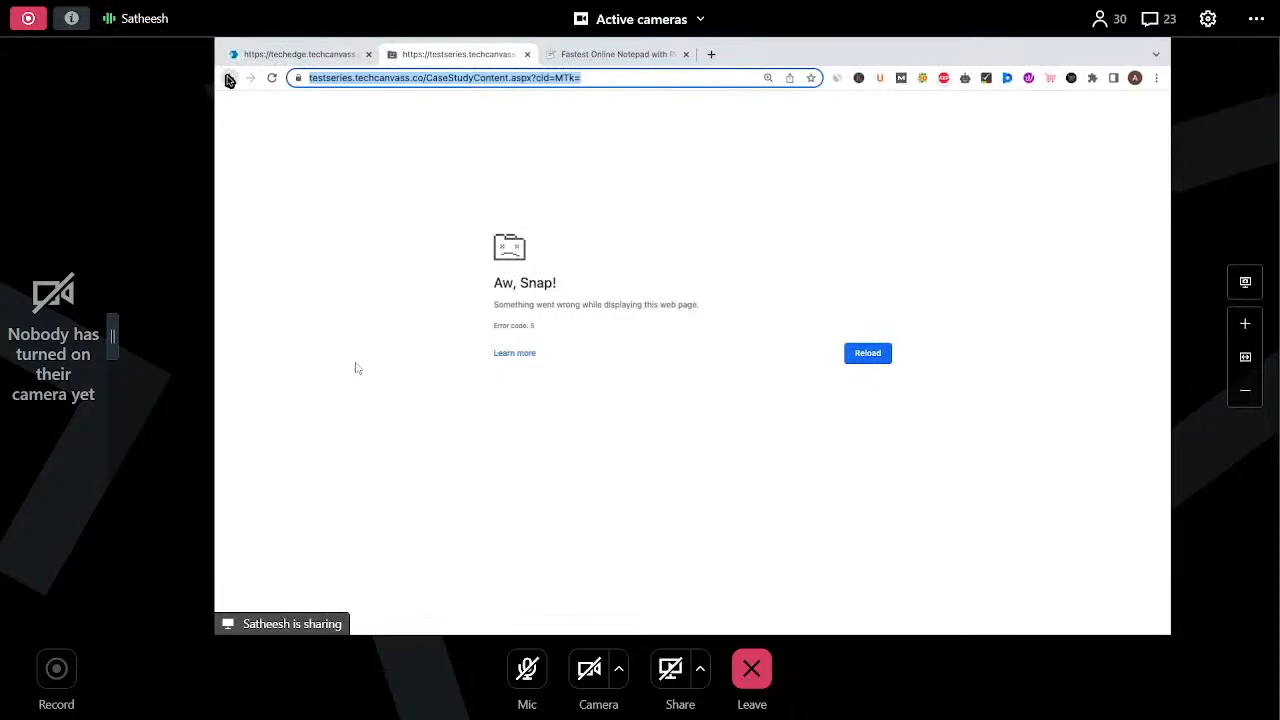 Satheesh
Active cameras
30
23
https://techedge.techcanvass
https://testseries.techcanvass.c
Fastest Online Notepad with
testseries.techcanvass.co/CaseStudyContent.aspx?cid=MTk=
U
M
ABP
A
Aw, Snap!
Something went wrong while displaying this web page.
Error code: 5
Learn more
Reload
Nobody has
turned on
their
camera yet
Satheesh is sharing
Record
Mic
Camera
Share
Leave